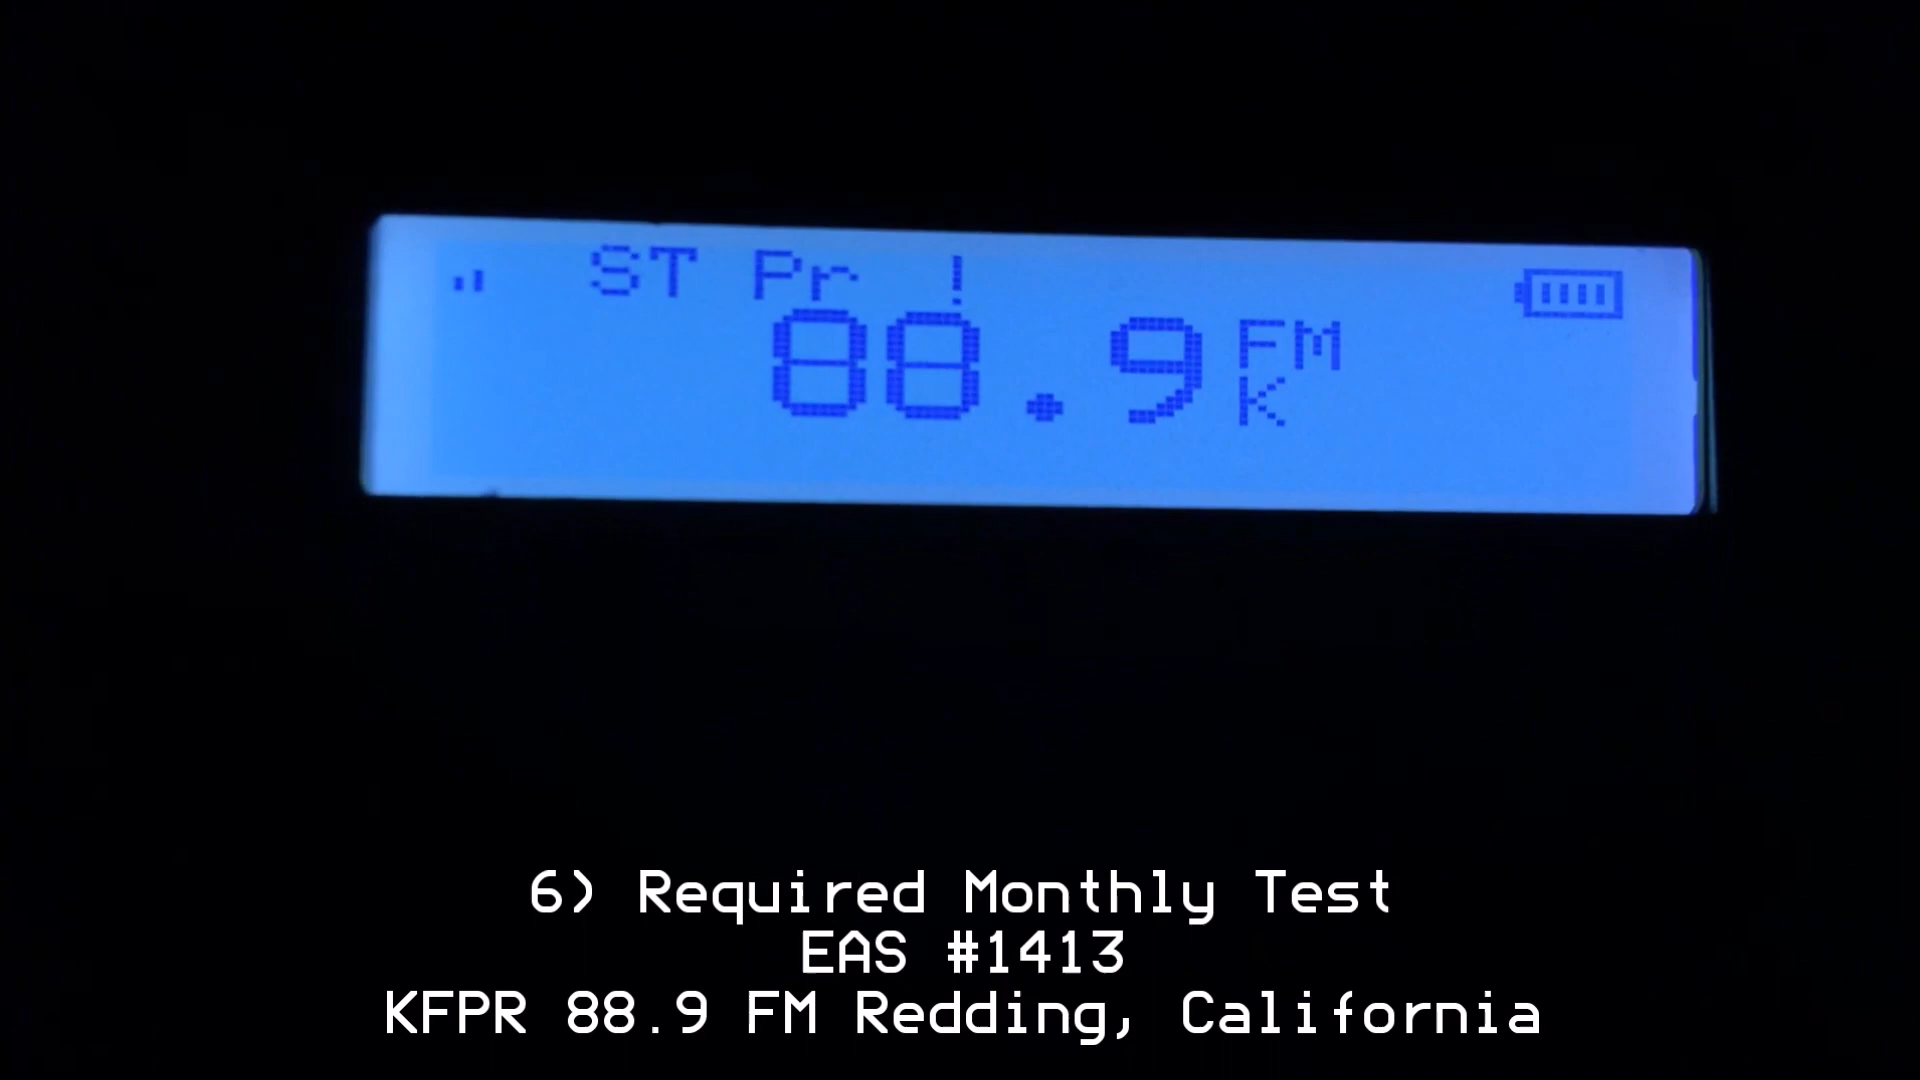 ST Pr !
88.9 FM
K
6) Required Monthly Test
EAS #1413
KFPR 88.9 FM Redding, California